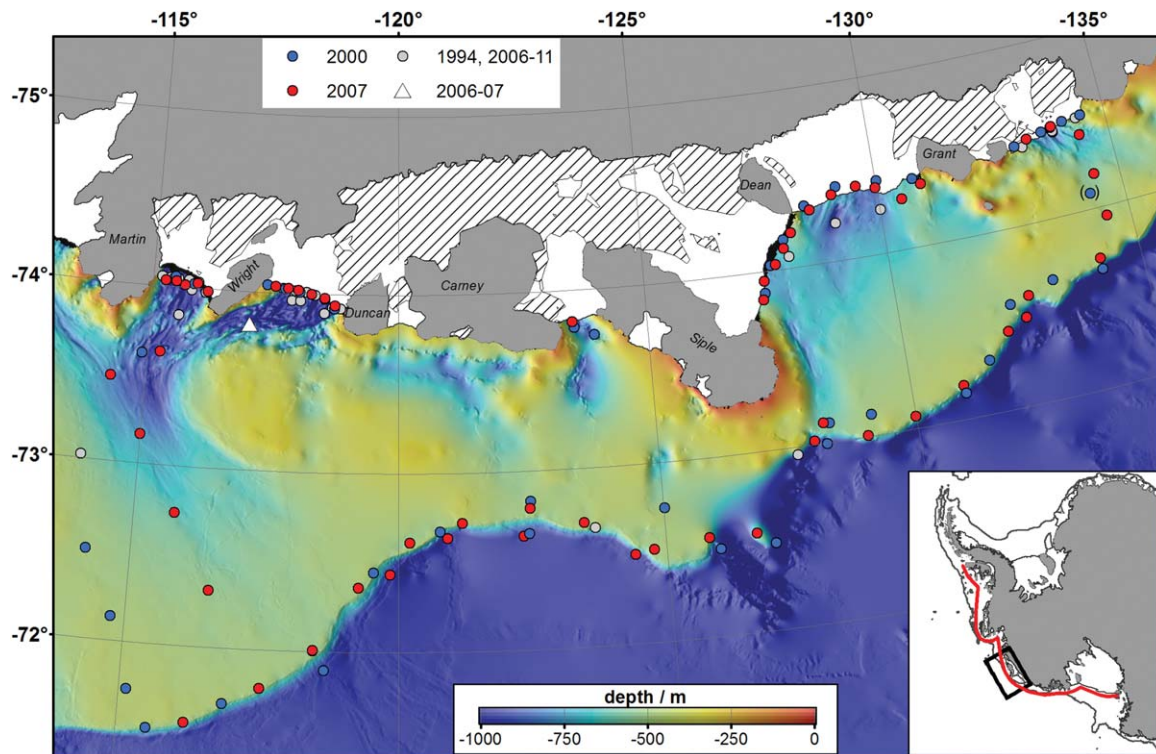 -115° -120° -125° -130° -135°
2000 1994, 2006-11
2007 2006-07
-75°
Grant
Dean
Martin
-74°
Wright
Carney
Duncan
Siple
-73°
( )
-72°
depth / m
-1000 -750 -500 -250 0